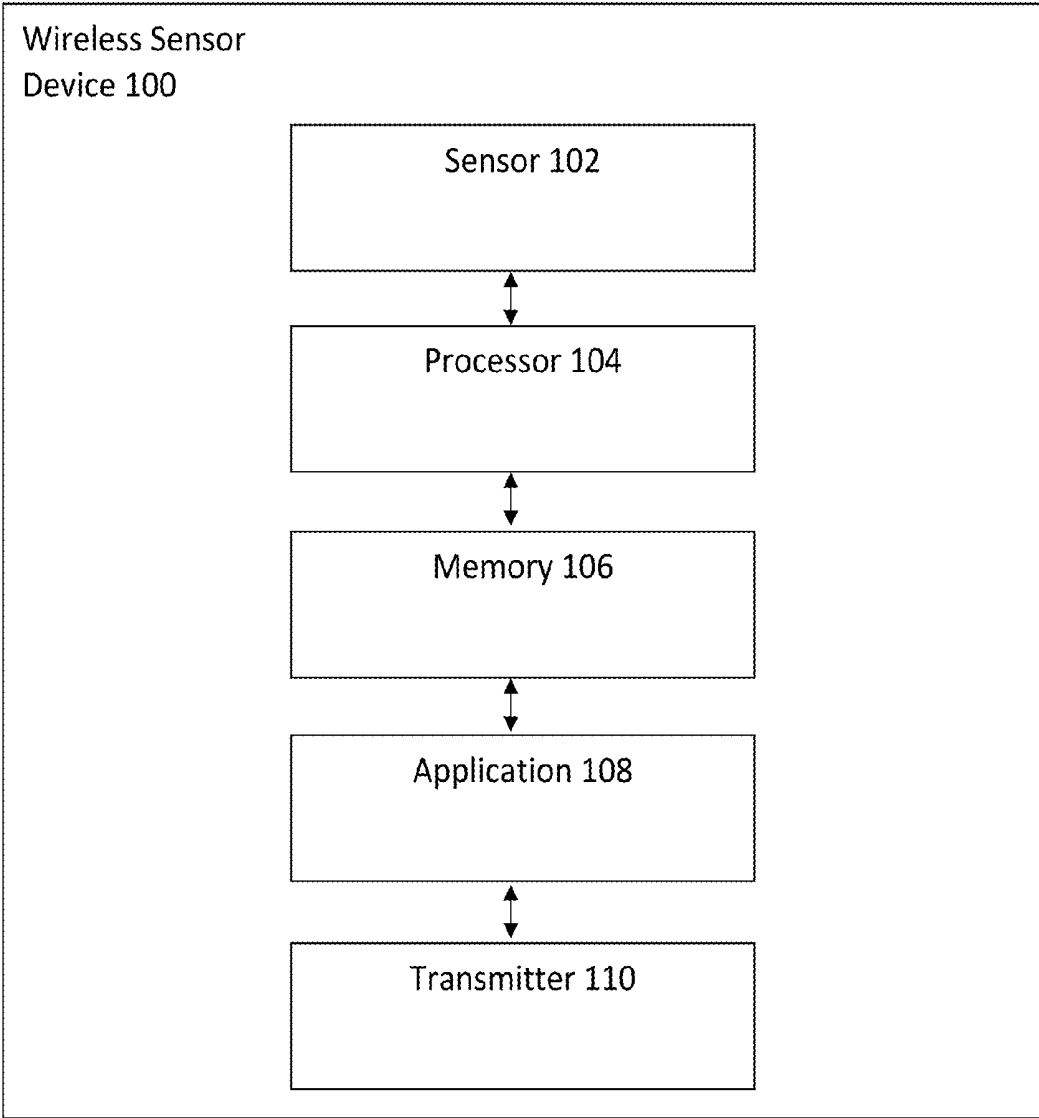 Wireless Sensor
Device 100
Sensor 102
Processor 104
Memory 106
Application 108
Transmitter 110